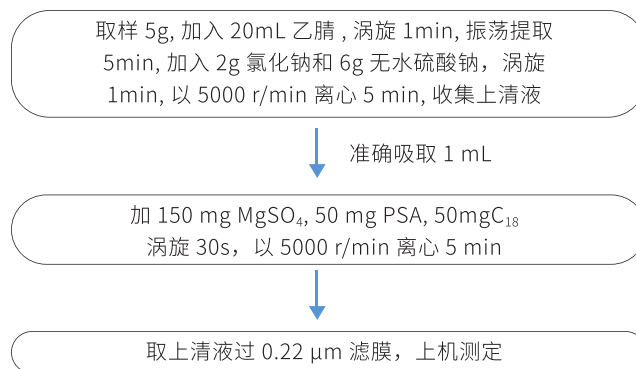 取样 5g, 加入 20mL 乙腈 , 涡旋 1min, 振荡提取
5min, 加入 2g 氯化钠和 6g 无水硫酸钠，涡旋
1min, 以 5000 r/min 离心 5 min, 收集上清液
准确吸取 1 mL
加 150 mg MgSO₄, 50 mg PSA, 50mgC₁₈
涡旋 30s，以 5000 r/min 离心 5 min
取上清液过 0.22 μm 滤膜，上机测定